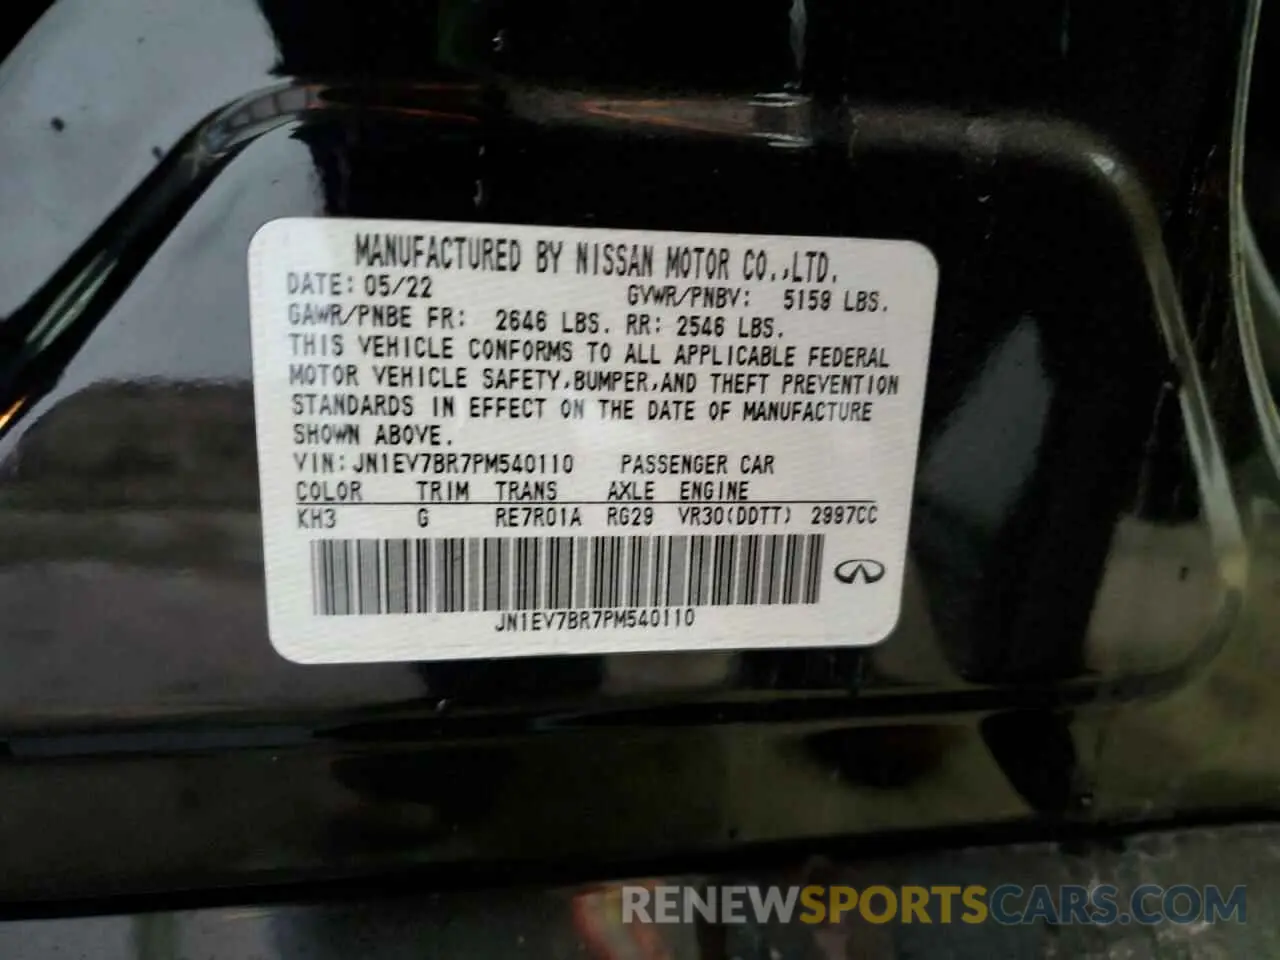 MANUFACTURED BY NISSAN MOTOR CO.,LTD.
DATE: 05/22 GVWR/PNBV: 5159 LBS.
GAWR/PNBE FR: 2646 LBS. RR: 2546 LBS.
THIS VEHICLE CONFORMS TO ALL APPLICABLE FEDERAL
MOTOR VEHICLE SAFETY,BUMPER,AND THEFT PREVENTION
STANDARDS IN EFFECT ON THE DATE OF MANUFACTURE
SHOWN ABOVE.
VIN: JN1EV7BR7PM540110 PASSENGER CAR
COLOR TRIM TRANS AXLE ENGINE
KH3 G RE7R01A RG29 VR30(DDTT) 2997CC
JN1EV7BR7PM540110
RENEWSPORTSCARS.COM